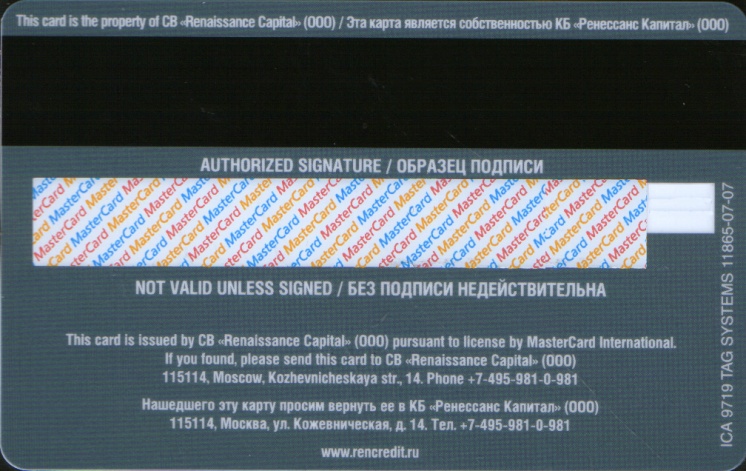 This card is the property of CB «Renaissance Capital» (OOO) / Эта карта является собственностью КБ «Ренессанс Капитал» (ООО)
AUTHORIZED SIGNATURE / ОБРАЗЕЦ ПОДПИСИ
MasterCard MasterCard MasterCard MasterCard
NOT VALID UNLESS SIGNED / БЕЗ ПОДПИСИ НЕДЕЙСТВИТЕЛЬНА
This card is issued by CB «Renaissance Capital» (OOO) pursuant to license by MasterCard International.
If you found, please send this card to CB «Renaissance Capital» (OOO)
115114, Moscow, Kozhevnicheskaya str., 14. Phone +7-495-981-0-981
Нашедшего эту карту просим вернуть ее в КБ «Ренессанс Капитал» (ООО)
115114, Москва, ул. Кожевническая, д. 14. Тел. +7-495-981-0-981
www.rencredit.ru
ICA 9719 TAG SYSTEMS 11865-07-07